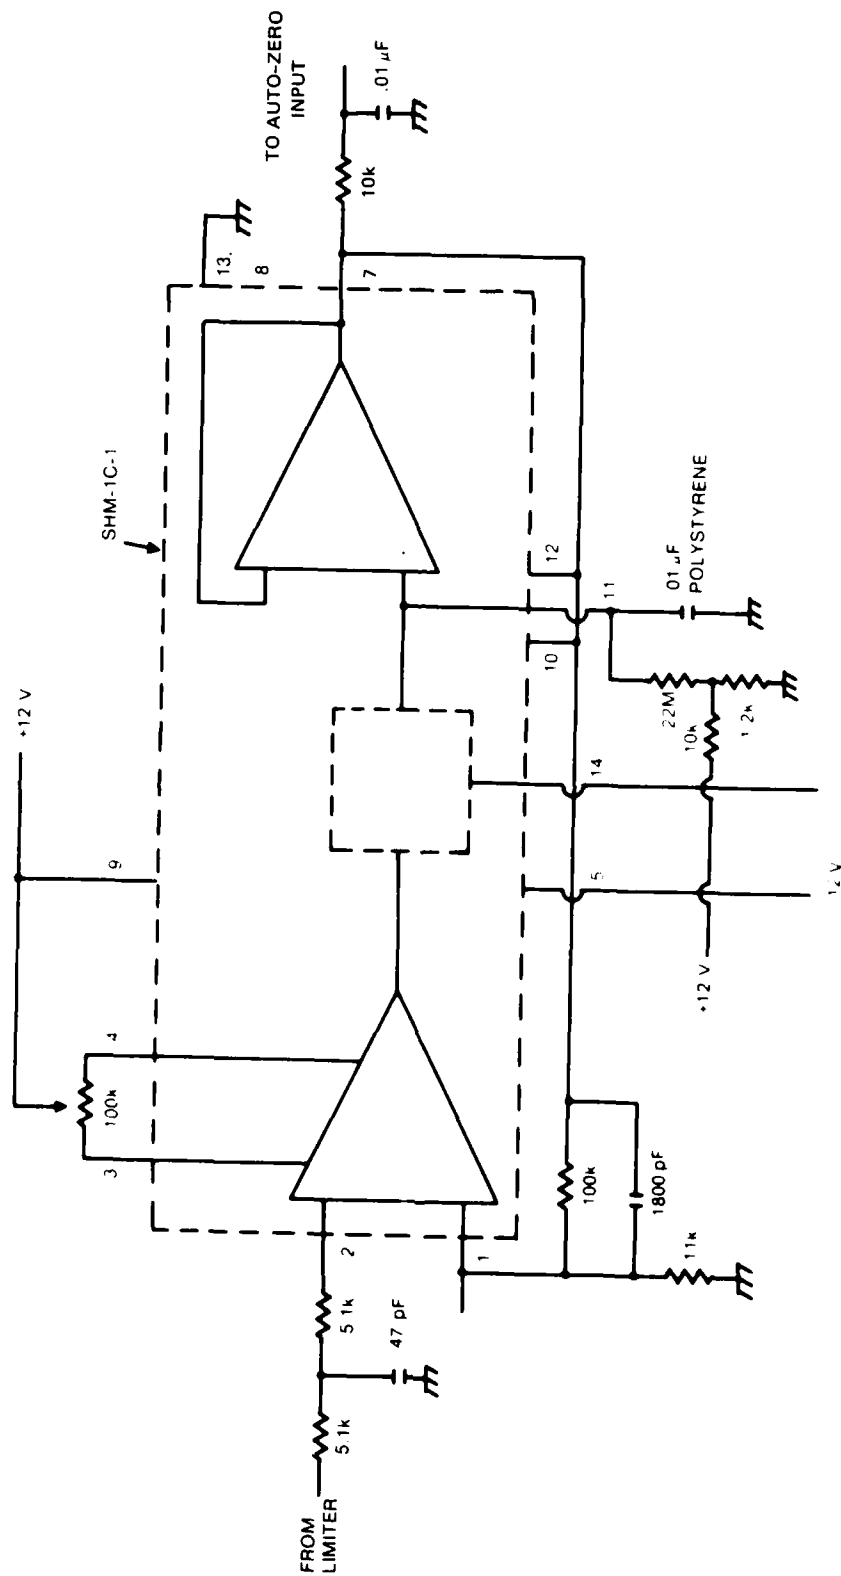 +12 V
SHM-1C-1
TO AUTO-ZERO
INPUT
9
3
4
100k
13.
8
7
10k
.01 µF
FROM
LIMITER
5.1k
5.1k
47 pF
2
1
100k
1800 pF
11k
5
14
10
12
11
01 µF
POLYSTYRENE
22M
10k
1.2k
+12 V
12 V